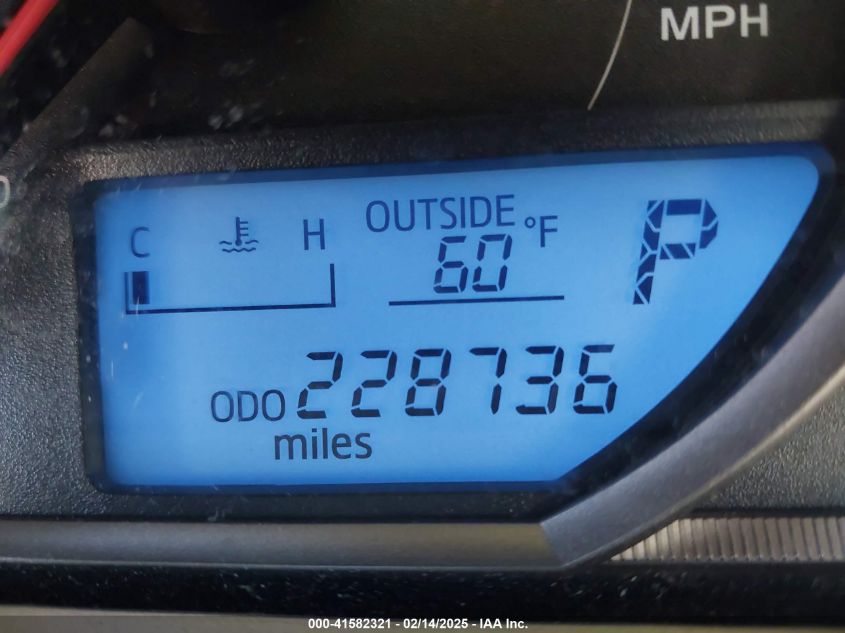 MPH
C H OUTSIDE °F P
60
ODO 228736
miles
000-41582321 - 02/14/2025 - IAA Inc.